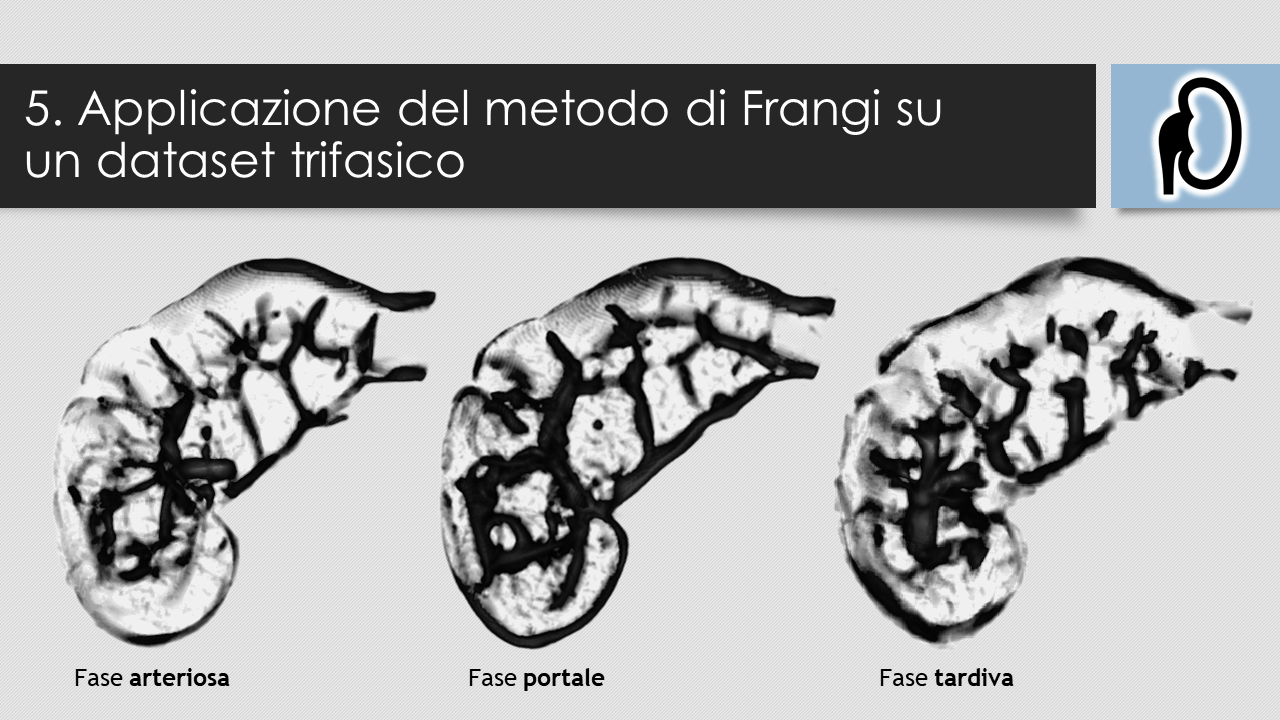 5. Applicazione del metodo di Frangi su
un dataset trifasico
Fase arteriosa
Fase portale
Fase tardiva